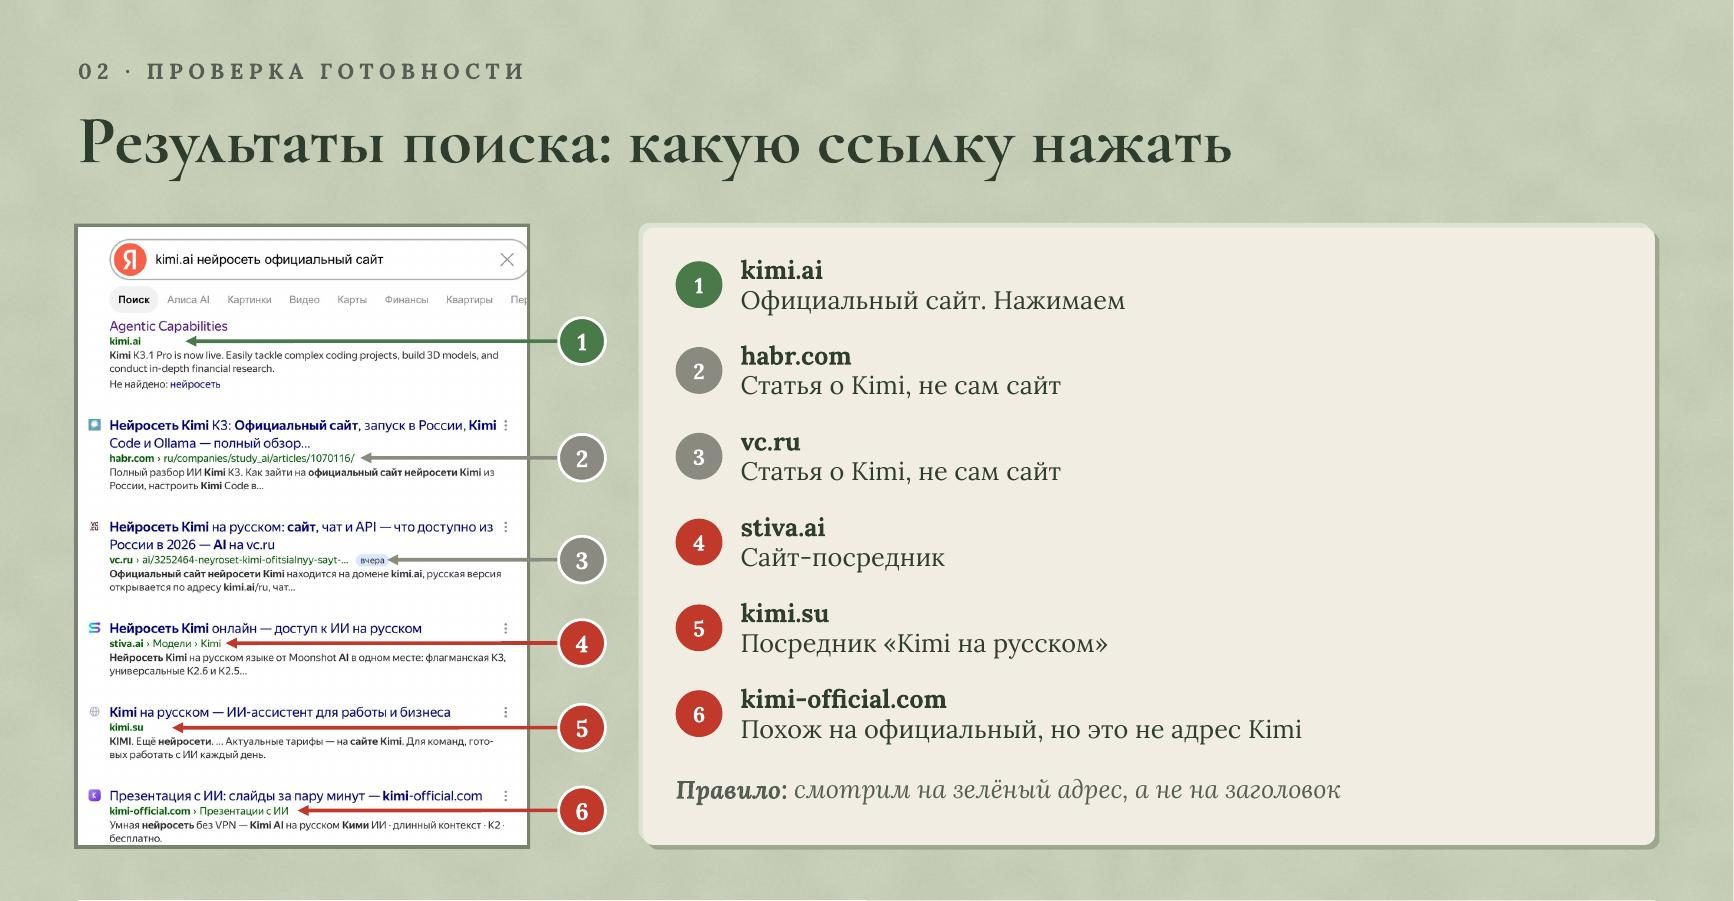 02 · ПРОВЕРКА ГОТОВНОСТИ
Результаты поиска: какую ссылку нажать
Я kimi.ai нейросеть официальный сайт
Поиск Алиса AI Картинки Видео Карты Финансы Квартиры Пер
Agentic Capabilities
kimi.ai
Kimi K3.1 Pro is now live. Easily tackle complex coding projects, build 3D models, and
conduct in-depth financial research.
Не найдено: нейросеть
1
Нейросеть Kimi K3: Официальный сайт, запуск в России, Kimi
Code и Ollama — полный обзор...
habr.com › ru/companies/study_ai/articles/1070116/
Полный разбор ИИ Kimi K3. Как зайти на официальный сайт нейросети Kimi из
России, настроить Kimi Code в...
2
Нейросеть Kimi на русском: сайт, чат и API — что доступно из
России в 2026 — AI на vc.ru
vc.ru › ai/3252464-neyroset-kimi-ofitsialnyy-sayt-... вчера
Официальный сайт нейросети Kimi находится на домене kimi.ai, русская версия
открывается по адресу kimi.ai/ru, чат...
3
Нейросеть Kimi онлайн — доступ к ИИ на русском
stiva.ai › Модели › Kimi
Нейросеть Kimi на русском языке от Moonshot AI в одном месте: флагманская K3,
универсальные K2.6 и K2.5...
4
Kimi на русском — ИИ-ассистент для работы и бизнеса
kimi.su
KIMI. Ещё нейросети. ... Актуальные тарифы — на сайте Kimi. Для команд, гото-
вых работать с ИИ каждый день.
5
Презентация с ИИ: слайды за пару минут — kimi-official.com
kimi-official.com › Презентации с ИИ
Умная нейросеть без VPN — Kimi AI на русском Кими ИИ · длинный контекст · K2 ·
бесплатно.
6
1 kimi.ai
Официальный сайт. Нажимаем
2 habr.com
Статья о Kimi, не сам сайт
3 vc.ru
Статья о Kimi, не сам сайт
4 stiva.ai
Сайт-посредник
5 kimi.su
Посредник «Kimi на русском»
6 kimi-official.com
Похож на официальный, но это не адрес Kimi
Правило: смотрим на зелёный адрес, а не на заголовок